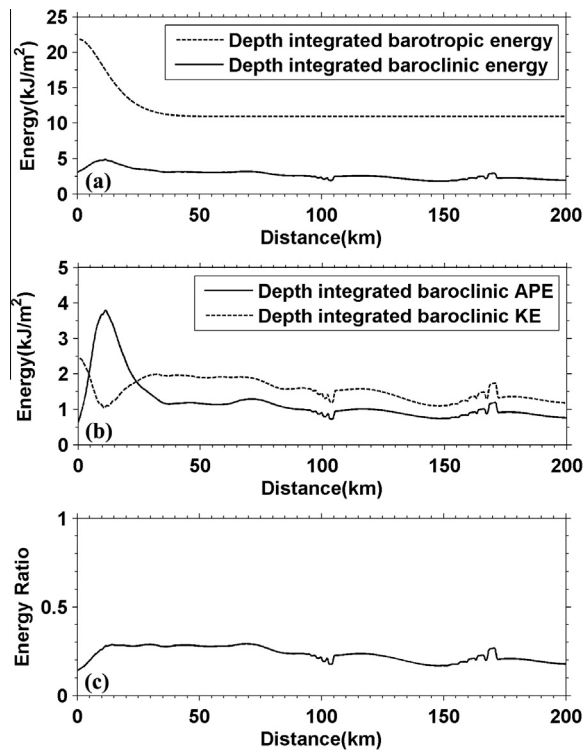 25
20
15
10
5
0
Energy(kJ/m²)
Depth integrated barotropic energy
Depth integrated baroclinic energy
(a)
0 50 100 150 200
Distance(km)
5
4
3
2
1
0
Energy(kJ/m²)
Depth integrated baroclinic APE
Depth integrated baroclinic KE
(b)
0 50 100 150 200
Distance(km)
1
0.5
0
Energy Ratio
(c)
0 50 100 150 200
Distance(km)